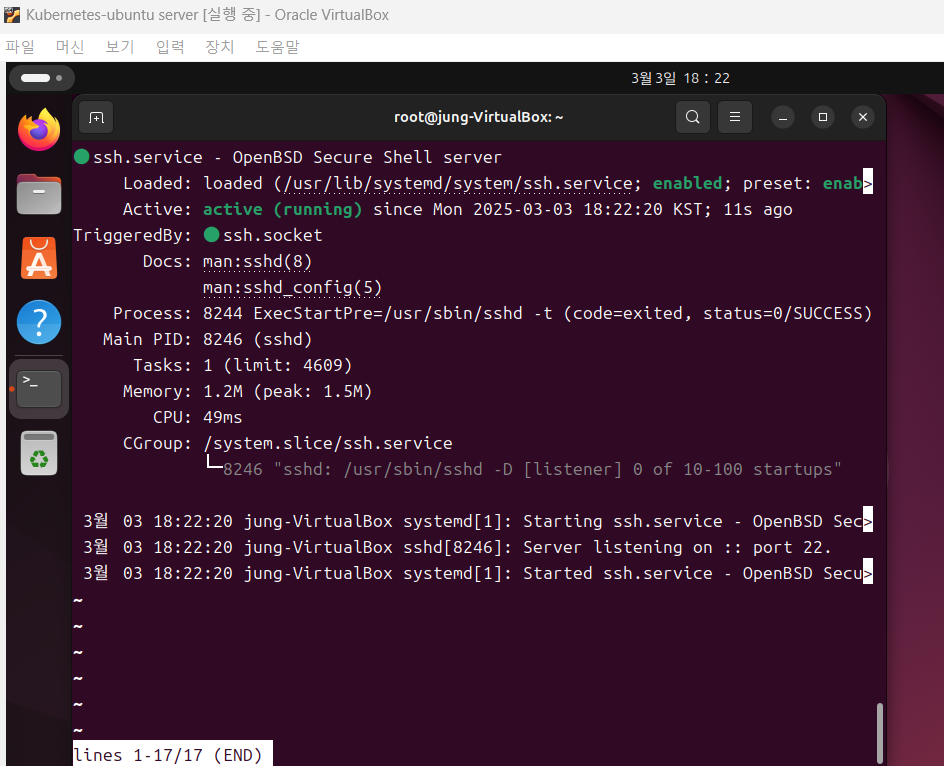 Kubernetes-ubuntu server [실행 중] - Oracle VirtualBox
파일 머신 보기 입력 장치 도움말
3월 3일 18 : 22
root@jung-VirtualBox: ~
ssh.service - OpenBSD Secure Shell server
Loaded: loaded (/usr/lib/systemd/system/ssh.service; enabled; preset: enab>
Active: active (running) since Mon 2025-03-03 18:22:20 KST; 11s ago
TriggeredBy: ssh.socket
Docs: man:sshd(8)
man:sshd_config(5)
Process: 8244 ExecStartPre=/usr/sbin/sshd -t (code=exited, status=0/SUCCESS)
Main PID: 8246 (sshd)
Tasks: 1 (limit: 4609)
Memory: 1.2M (peak: 1.5M)
CPU: 49ms
CGroup: /system.slice/ssh.service
└─8246 "sshd: /usr/sbin/sshd -D [listener] 0 of 10-100 startups"
3월 03 18:22:20 jung-VirtualBox systemd[1]: Starting ssh.service - OpenBSD Sec>
3월 03 18:22:20 jung-VirtualBox sshd[8246]: Server listening on :: port 22.
3월 03 18:22:20 jung-VirtualBox systemd[1]: Started ssh.service - OpenBSD Secu>
~
~
~
~
~
~
lines 1-17/17 (END)